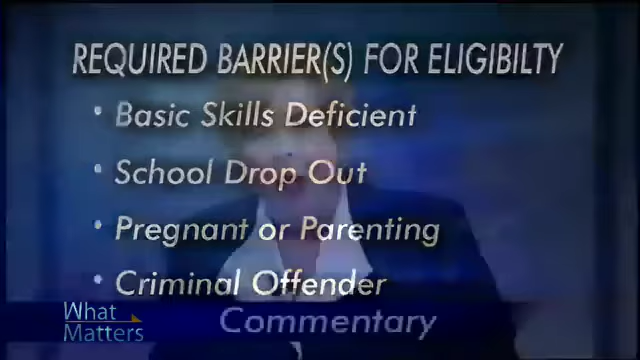 REQUIRED BARRIER(S) FOR ELIGIBILTY
• Basic Skills Deficient
• School Drop Out
• Pregnant or Parenting
• Criminal Offender
What
Matters
Commentary